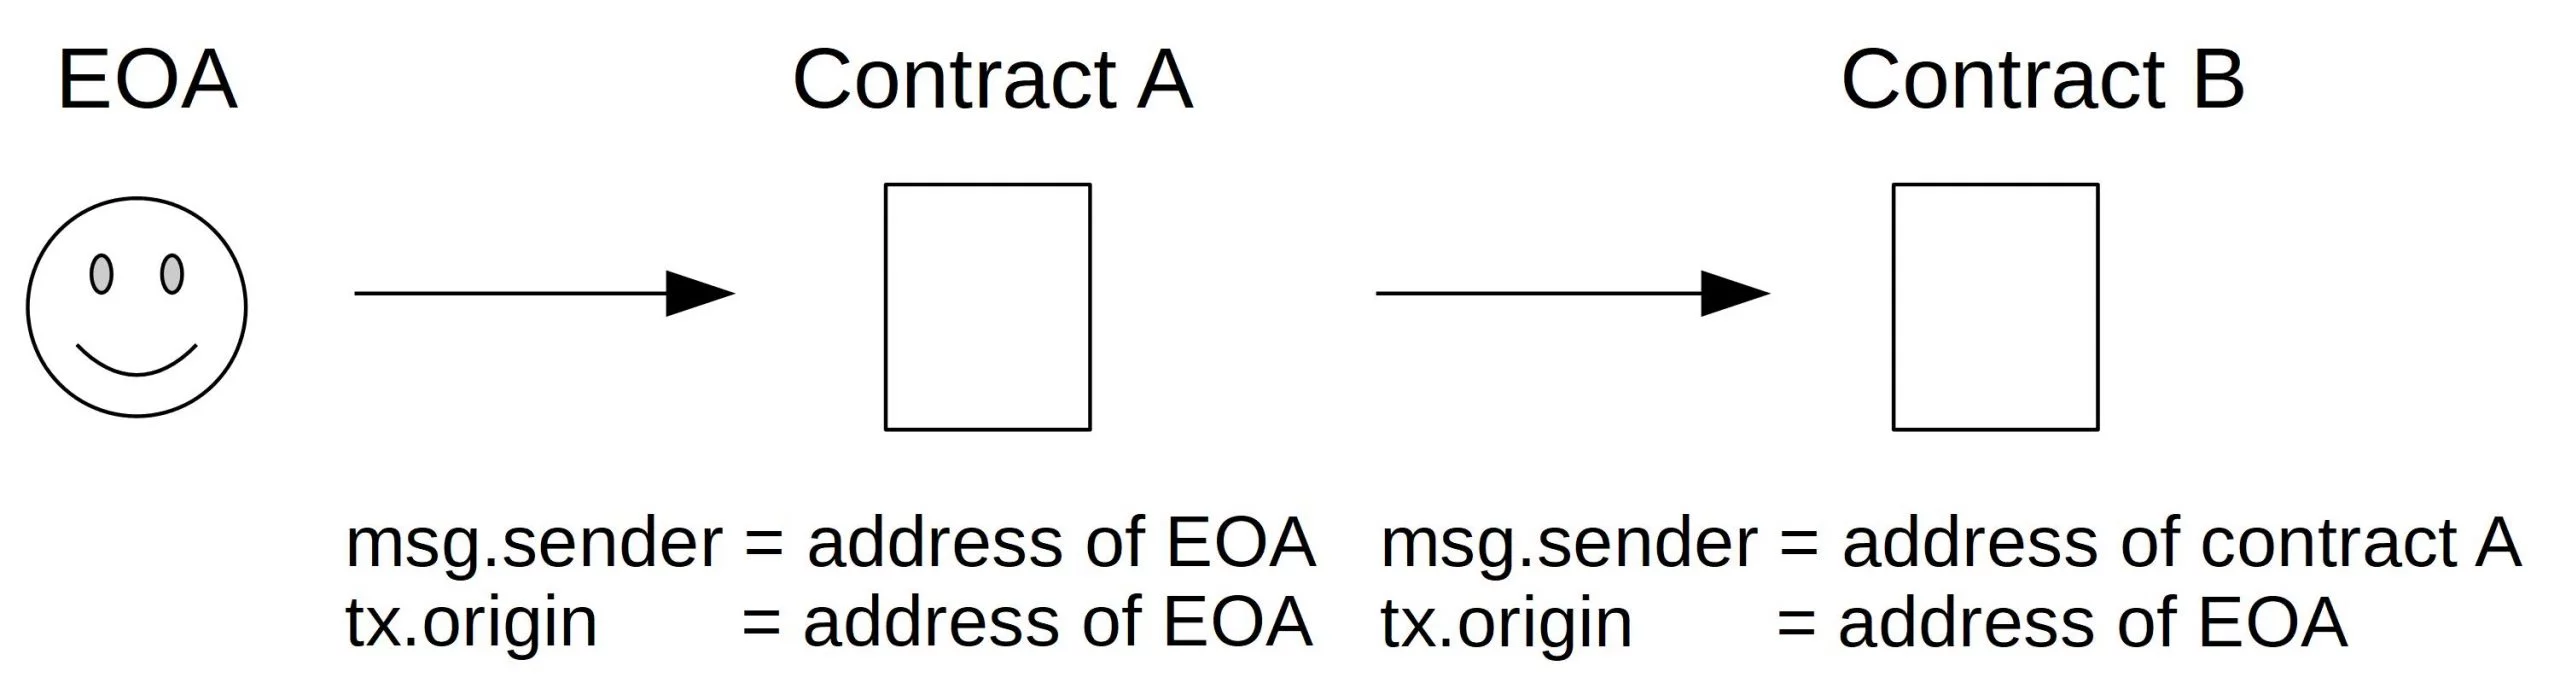 EOA
Contract A
Contract B
msg.sender = address of EOA
tx.origin = address of EOA
msg.sender = address of contract A
tx.origin = address of EOA